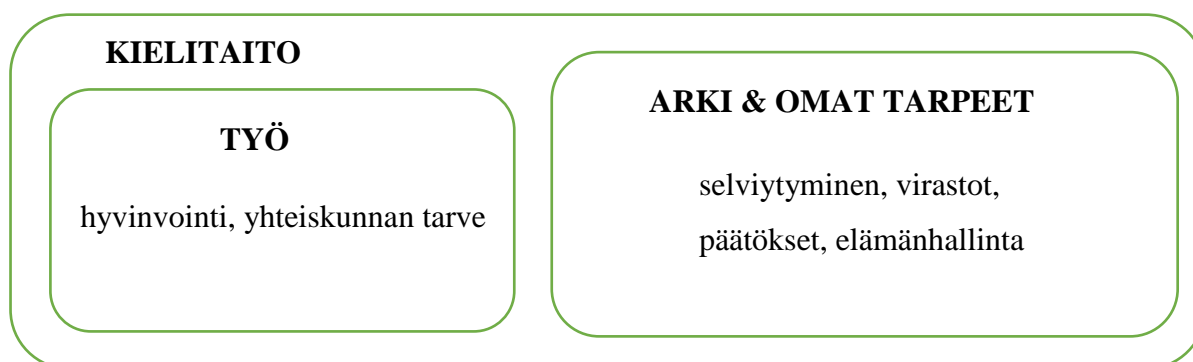 KIELITAITO
TYÖ
hyvinvointi, yhteiskunnan tarve
ARKI & OMAT TARPEET
selviytyminen, virastot,
päätökset, elämänhallinta